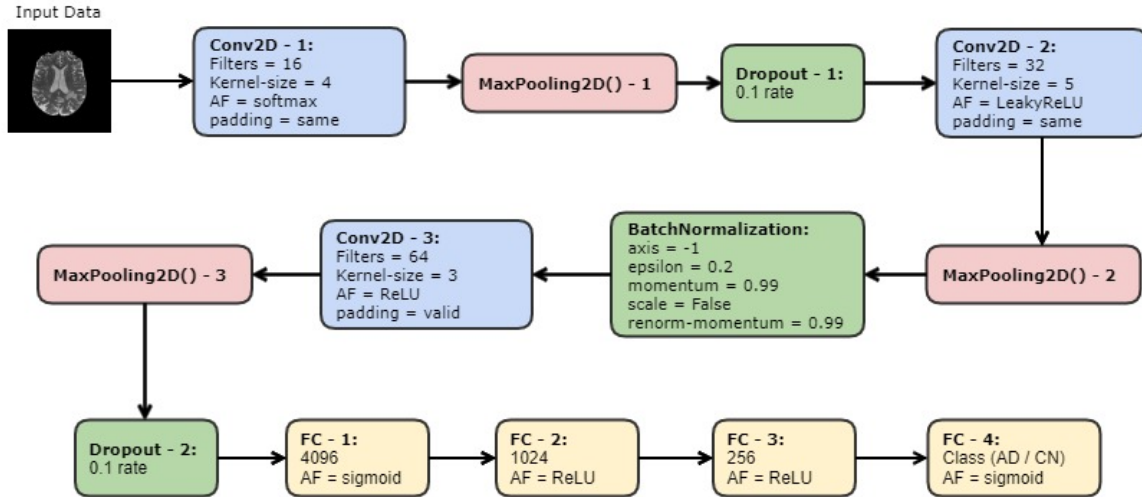 Input Data
Conv2D - 1:
Filters = 16
Kernel-size = 4
AF = softmax
padding = same
MaxPooling2D() - 1
Dropout - 1:
0.1 rate
Conv2D - 2:
Filters = 32
Kernel-size = 5
AF = LeakyReLU
padding = same
MaxPooling2D() - 2
BatchNormalization:
axis = -1
epsilon = 0.2
momentum = 0.99
scale = False
renorm-momentum = 0.99
Conv2D - 3:
Filters = 64
Kernel-size = 3
AF = ReLU
padding = valid
MaxPooling2D() - 3
Dropout - 2:
0.1 rate
FC - 1:
4096
AF = sigmoid
FC - 2:
1024
AF = ReLU
FC - 3:
256
AF = ReLU
FC - 4:
Class (AD / CN)
AF = sigmoid